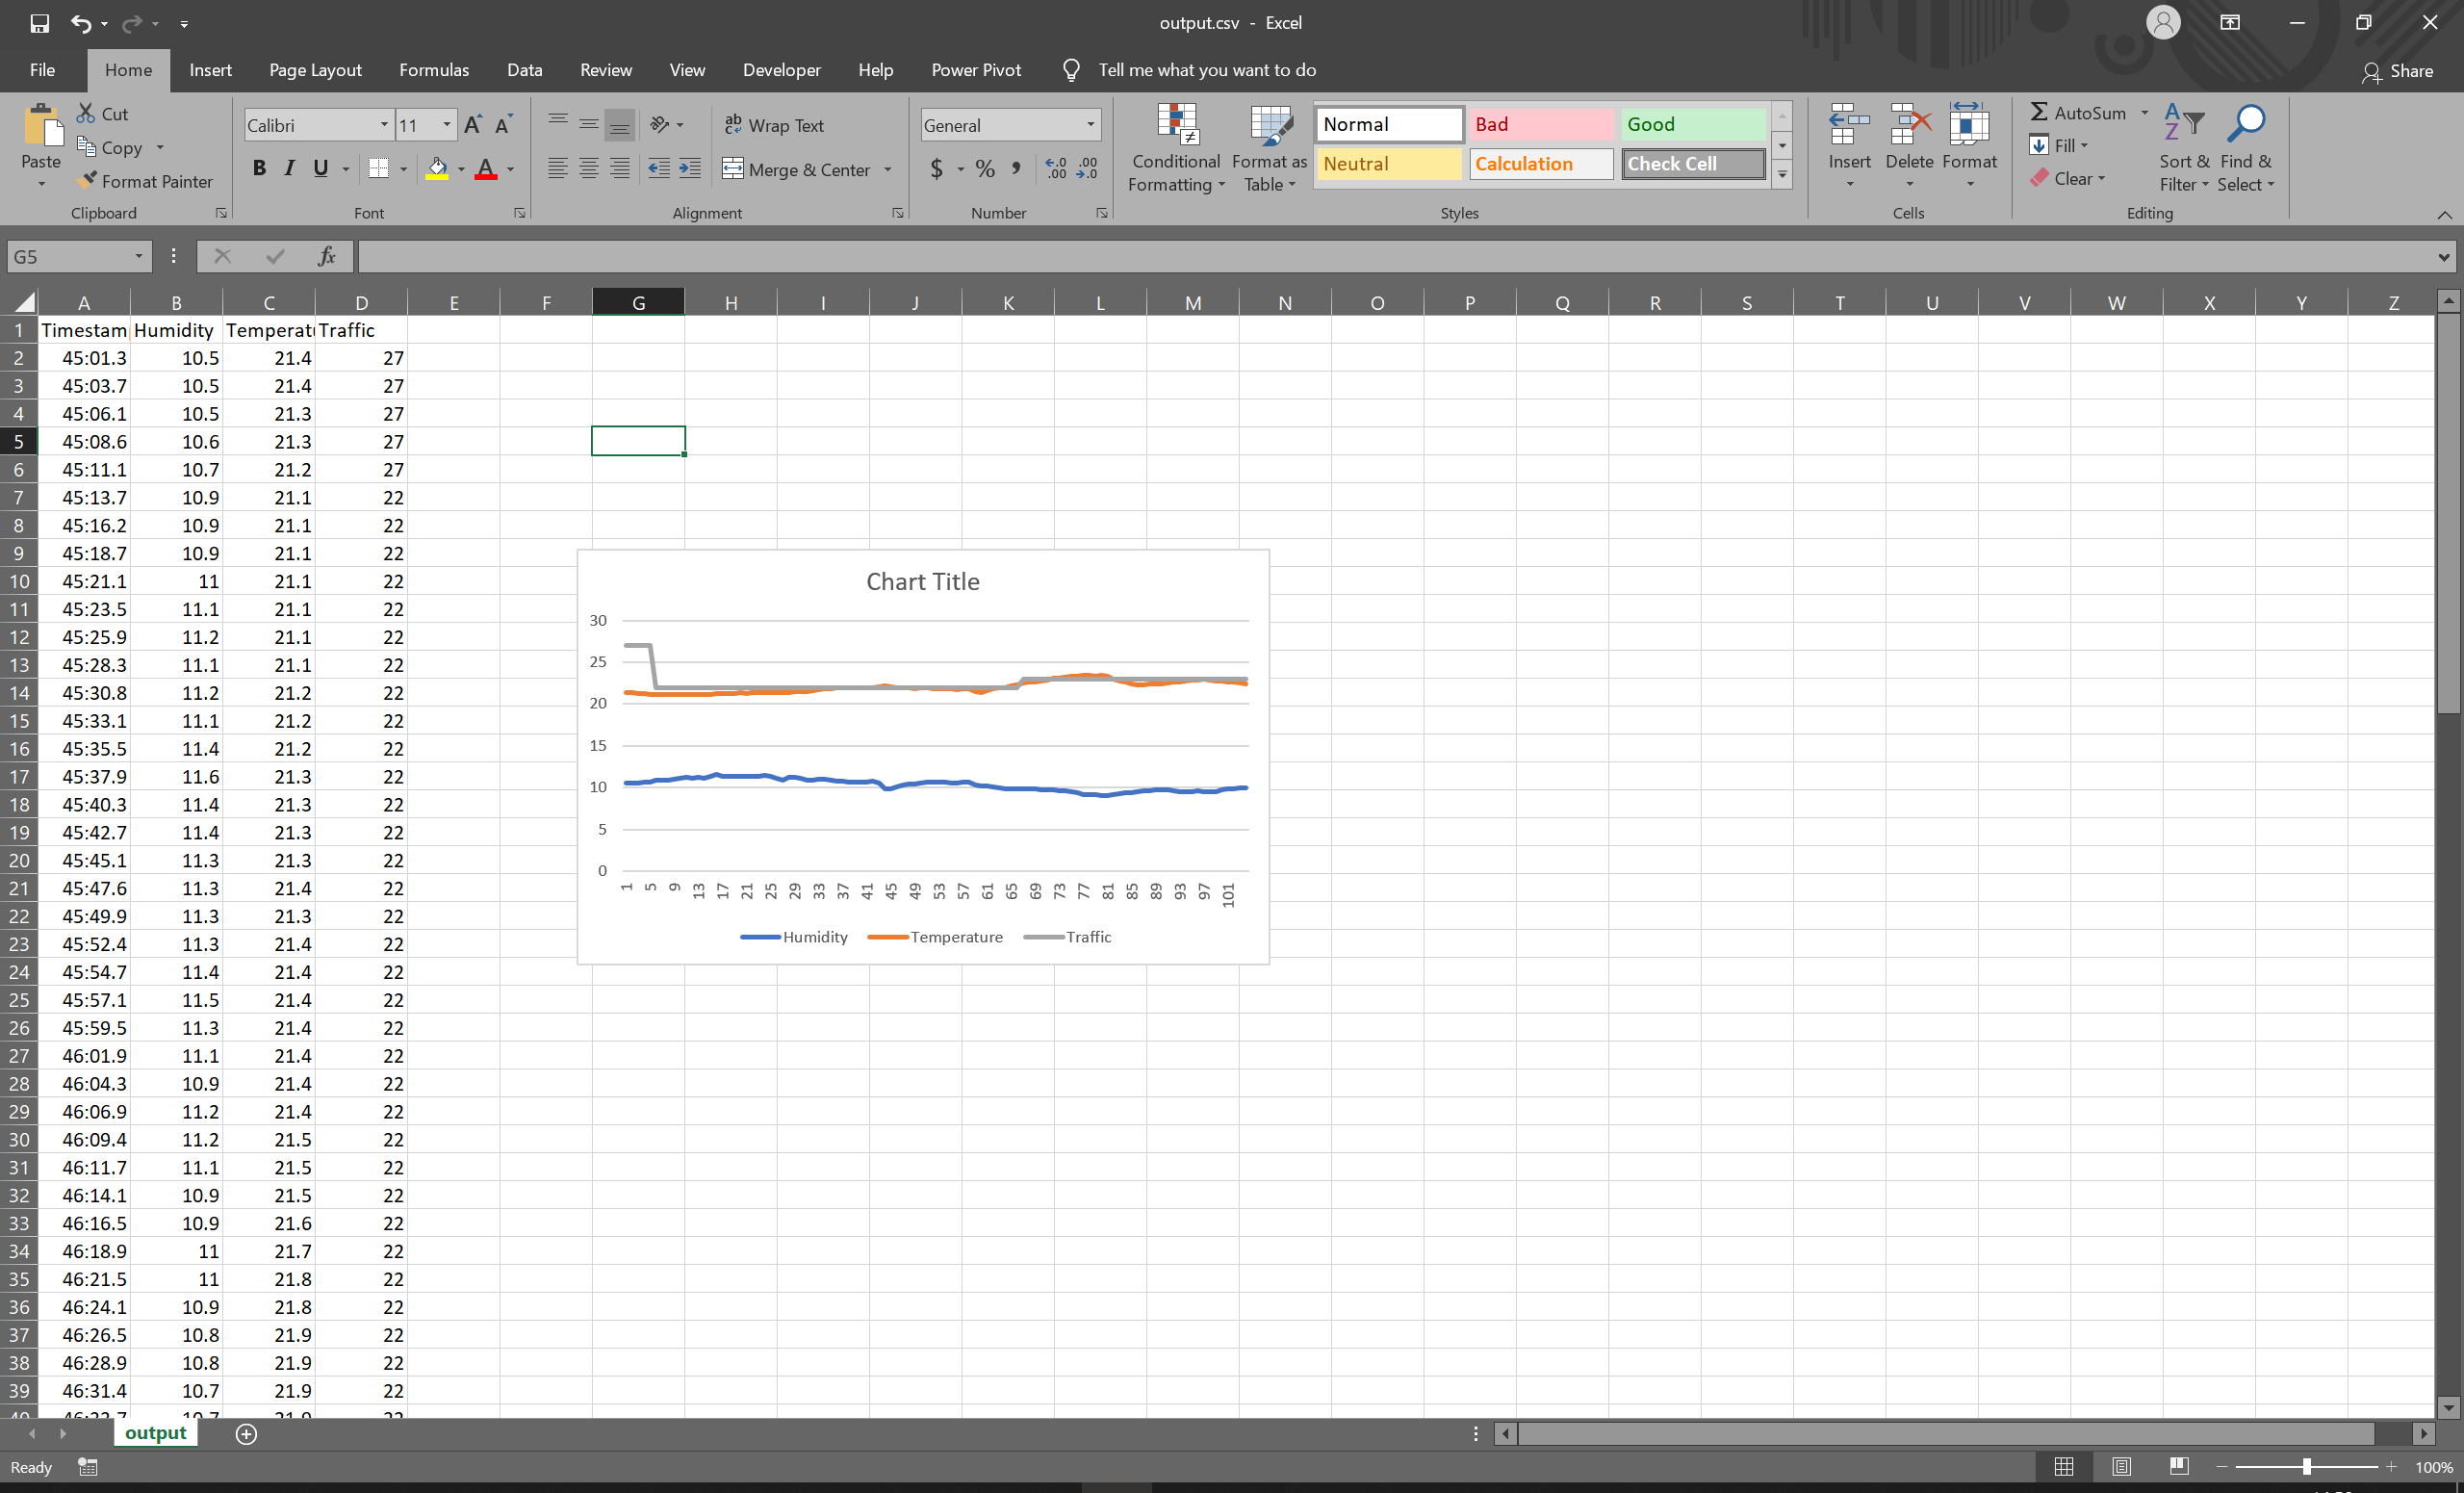 output.csv - Excel
File Home Insert Page Layout Formulas Data Review View Developer Help Power Pivot Tell me what you want to do Share
Paste
Cut
Copy
Format Painter
Clipboard
Calibri 11
B I U
Font
Wrap Text
Merge & Center
Alignment
General
$ % ,
Number
Conditional Formatting
Format as Table
Normal Bad Good
Neutral Calculation Check Cell
Styles
Insert Delete Format
Cells
AutoSum
Fill
Clear
Sort & Filter
Find & Select
Editing
G5 fx
A B C D E F G H I J K L M N O P Q R S T U V W X Y Z
1 Timestam Humidity Temperatu Traffic
2 45:01.3 10.5 21.4 27
3 45:03.7 10.5 21.4 27
4 45:06.1 10.5 21.3 27
5 45:08.6 10.6 21.3 27
6 45:11.1 10.7 21.2 27
7 45:13.7 10.9 21.1 22
8 45:16.2 10.9 21.1 22
9 45:18.7 10.9 21.1 22
10 45:21.1 11 21.1 22
11 45:23.5 11.1 21.1 22
12 45:25.9 11.2 21.1 22
13 45:28.3 11.1 21.1 22
14 45:30.8 11.2 21.2 22
15 45:33.1 11.1 21.2 22
16 45:35.5 11.4 21.2 22
17 45:37.9 11.6 21.3 22
18 45:40.3 11.4 21.3 22
19 45:42.7 11.4 21.3 22
20 45:45.1 11.3 21.3 22
21 45:47.6 11.3 21.4 22
22 45:49.9 11.3 21.3 22
23 45:52.4 11.3 21.4 22
24 45:54.7 11.4 21.4 22
25 45:57.1 11.5 21.4 22
26 45:59.5 11.3 21.4 22
27 46:01.9 11.1 21.4 22
28 46:04.3 10.9 21.4 22
29 46:06.9 11.2 21.4 22
30 46:09.4 11.2 21.5 22
31 46:11.7 11.1 21.5 22
32 46:14.1 10.9 21.5 22
33 46:16.5 10.9 21.6 22
34 46:18.9 11 21.7 22
35 46:21.5 11 21.8 22
36 46:24.1 10.9 21.8 22
37 46:26.5 10.8 21.9 22
38 46:28.9 10.8 21.9 22
39 46:31.4 10.7 21.9 22
Chart Title
30
25
20
15
10
5
0
1 5 9 13 17 21 25 29 33 37 41 45 49 53 57 61 65 69 73 77 81 85 89 93 97 101
Humidity Temperature Traffic
output
Ready 100%